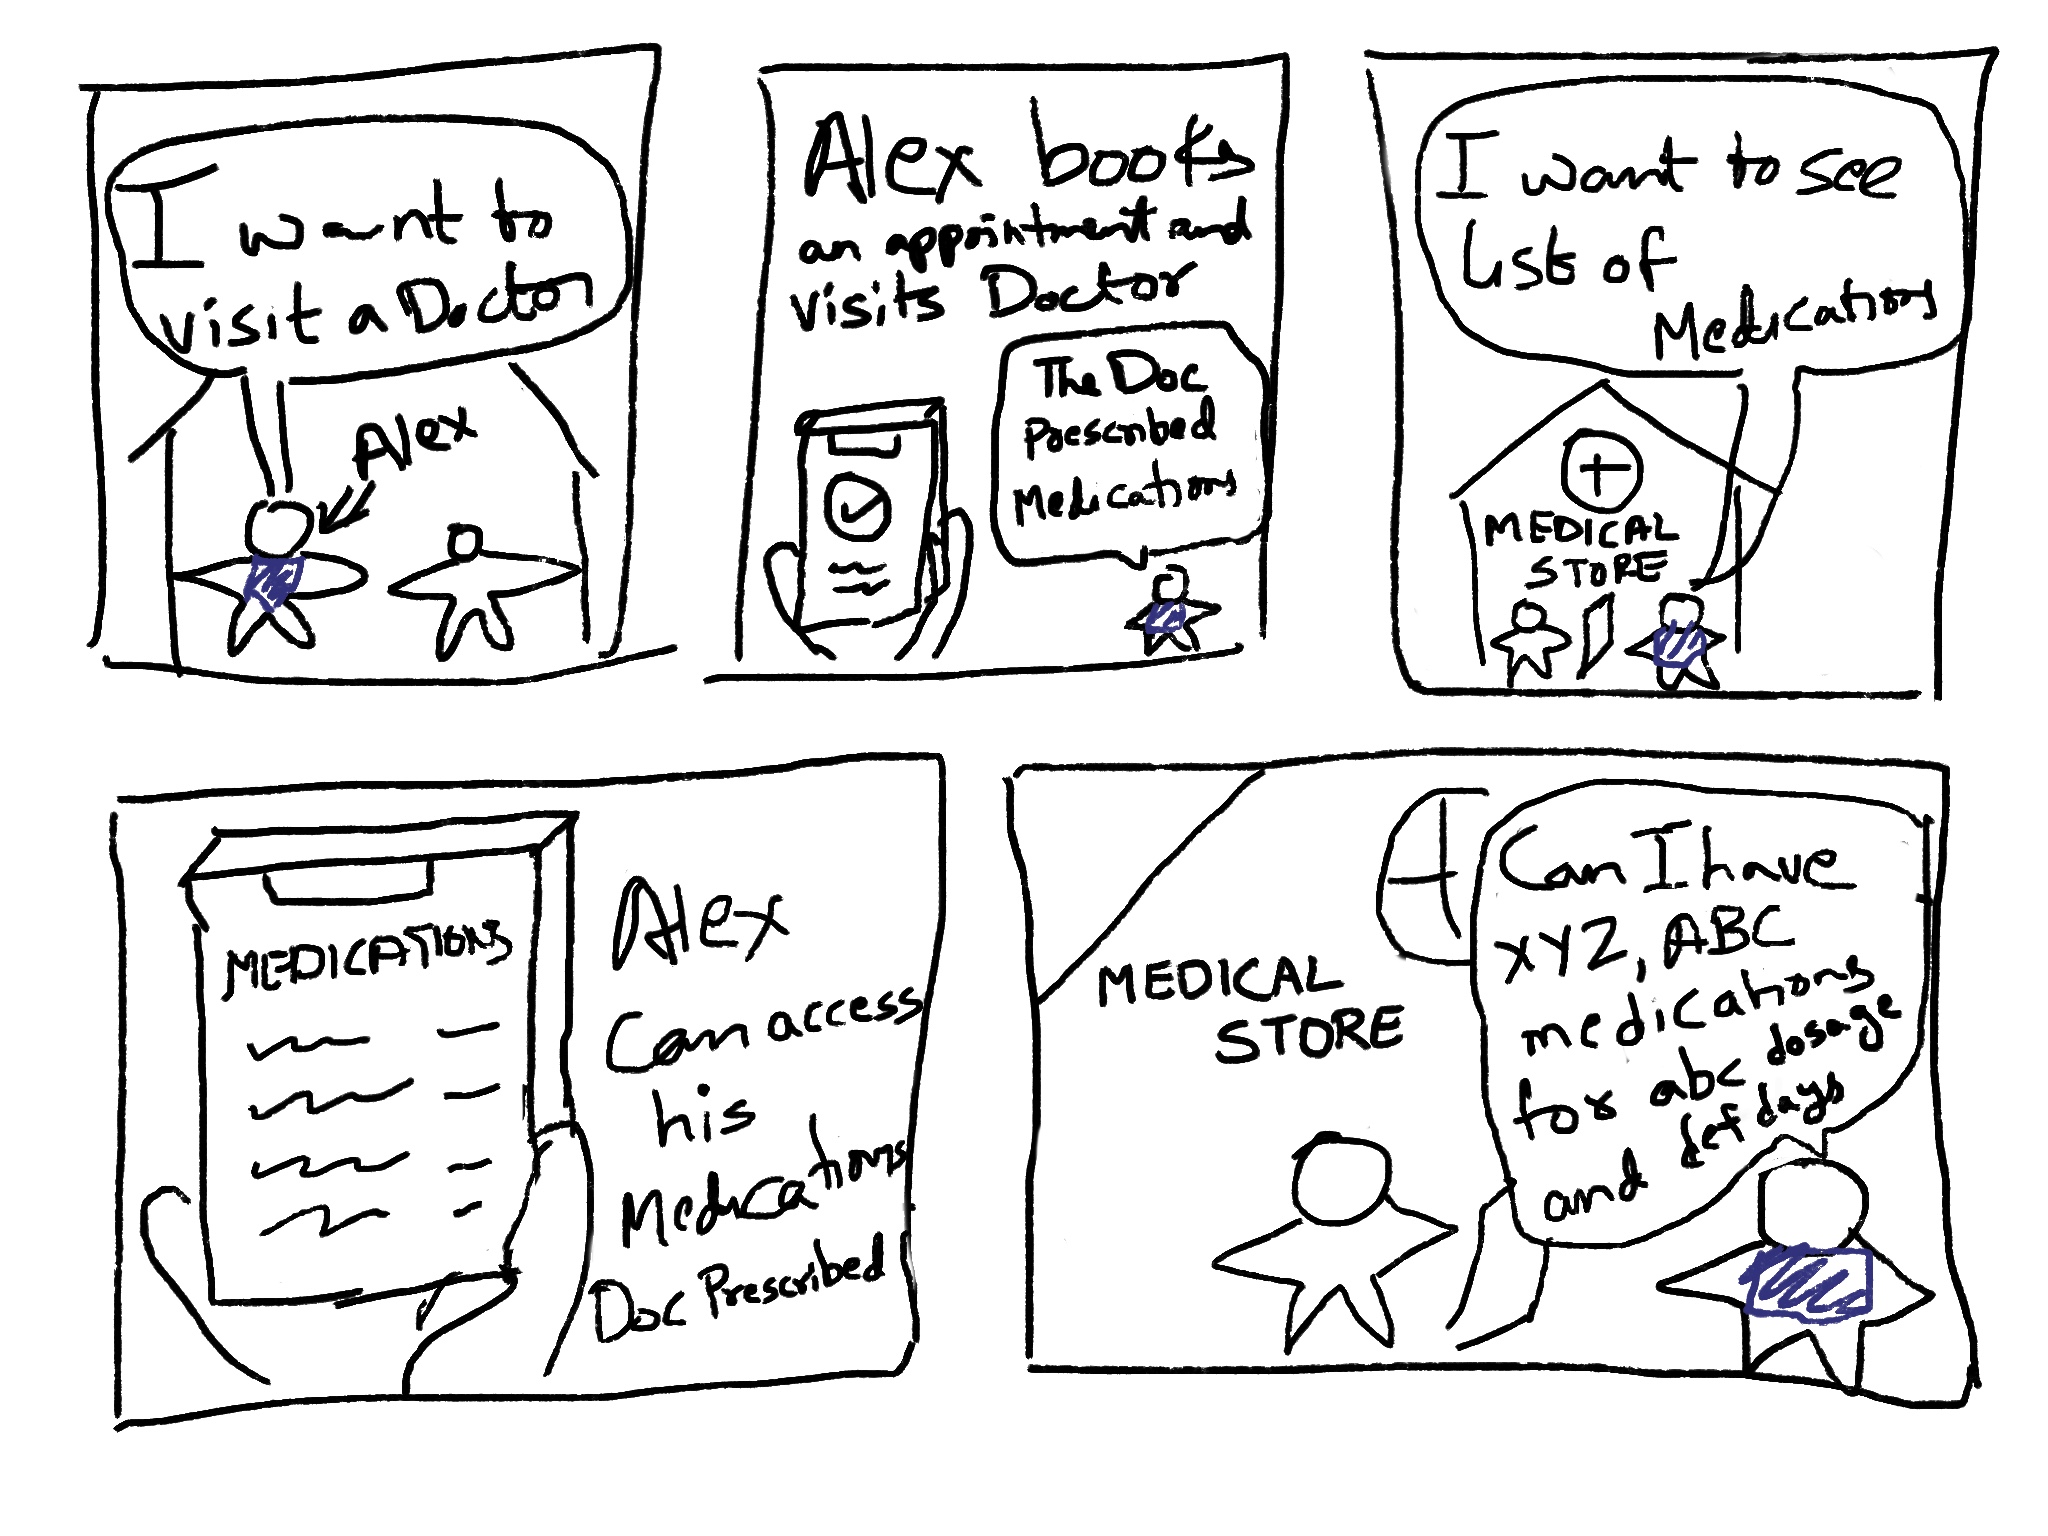 I want to
visit a Doctor
Alex
Alex books
an appointment and
visits Doctor
The Doc
Prescribed
Medications
I want to see
list of
Medications
MEDICAL
STORE
MEDICATIONS
Alex
Can access
his
Medications
Doc Prescribed
MEDICAL
STORE
Can I have
XYZ, ABC
medications
for abc dosage
and def days